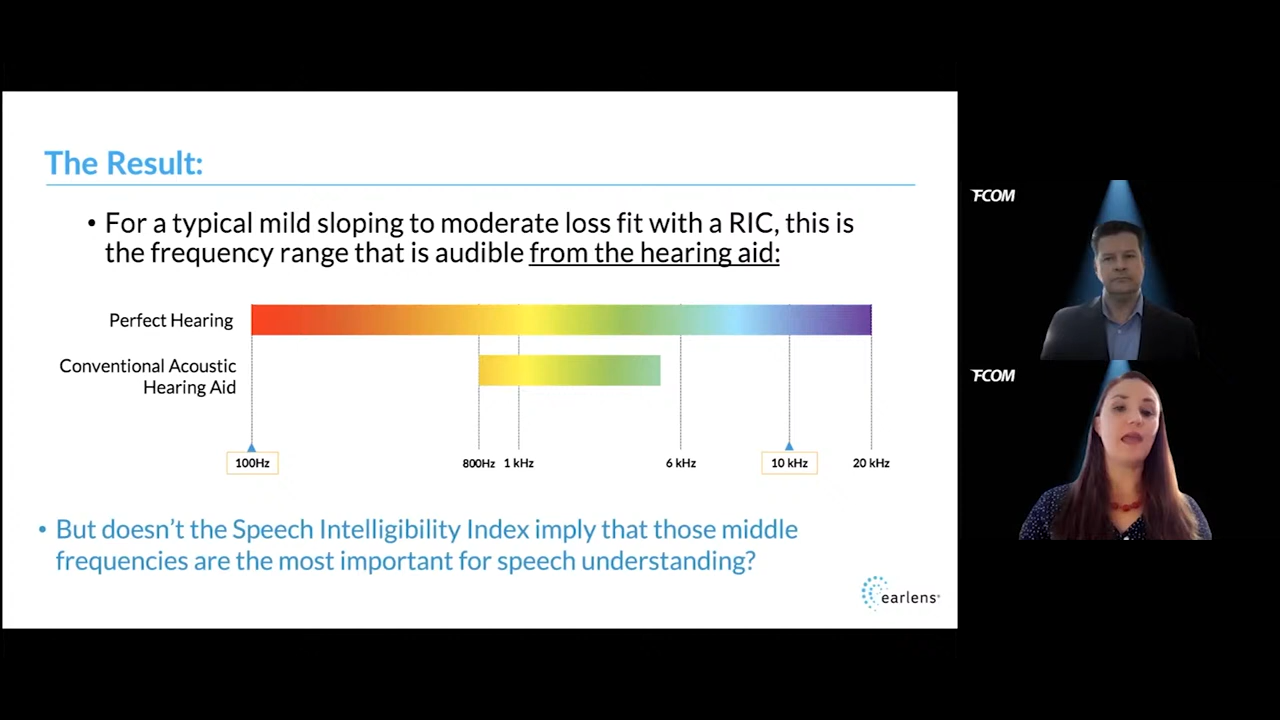 The Result:
• For a typical mild sloping to moderate loss fit with a RIC, this is
the frequency range that is audible from the hearing aid:
Perfect Hearing
Conventional Acoustic
Hearing Aid
100Hz
800Hz
1 kHz
6 kHz
10 kHz
20 kHz
• But doesn't the Speech Intelligibility Index imply that those middle
frequencies are the most important for speech understanding?
earlens
FCOM
FCOM